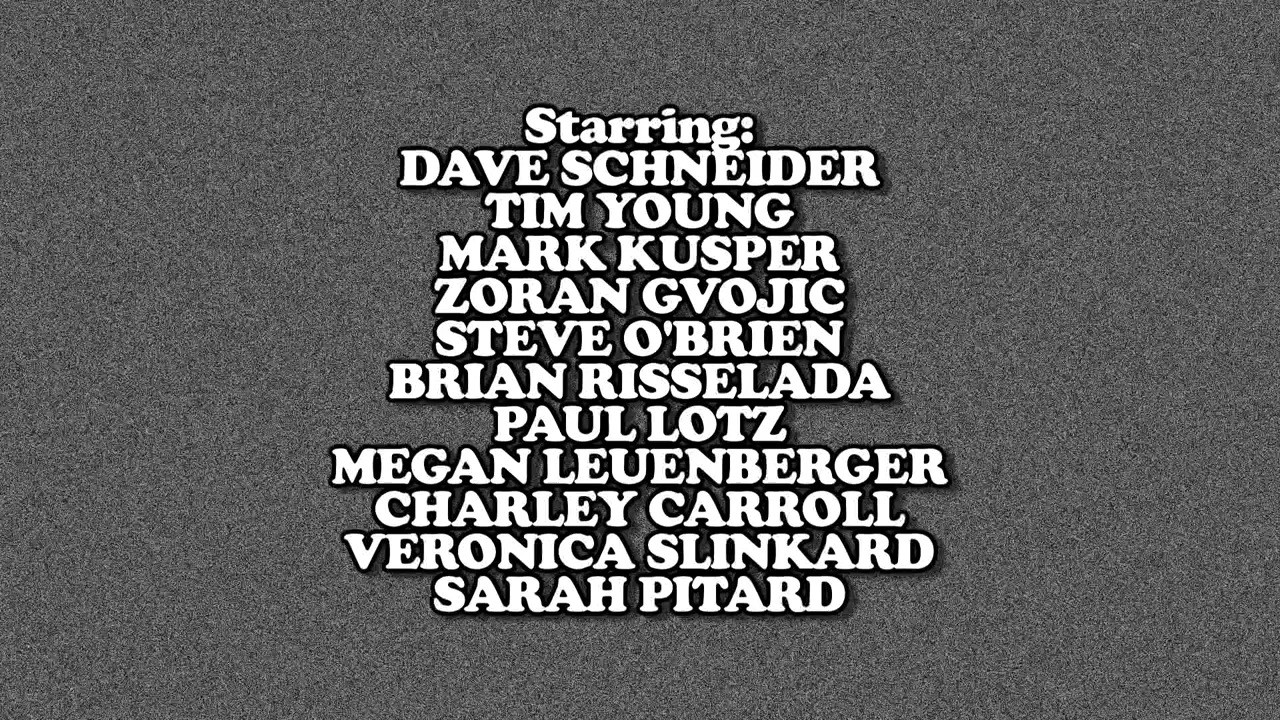 Starring:
DAVE SCHNEIDER
TIM YOUNG
MARK KUSPER
ZORAN GVOJIC
STEVE O'BRIEN
BRIAN RISSELADA
PAUL LOTZ
MEGAN LEUENBERGER
CHARLEY CARROLL
VERONICA SLINKARD
SARAH PITARD